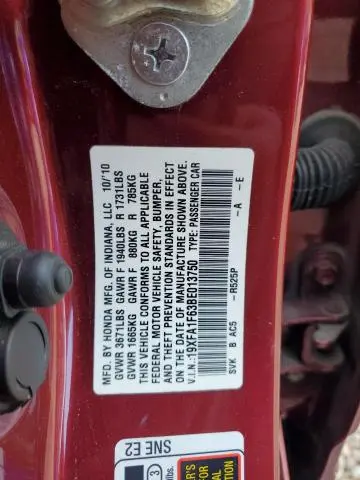 MFD. BY HONDA MFG. OF INDIANA, LLC 10/'10
GVWR 3671LBS GAWR F 1940LBS R 1731LBS
GVWR 1665KG GAWR F 880KG R 785KG
THIS VEHICLE CONFORMS TO ALL APPLICABLE
FEDERAL MOTOR VEHICLE SAFETY, BUMPER,
AND THEFT PREVENTION STANDARDS IN EFFECT
ON THE DATE OF MANUFACTURE SHOWN ABOVE.
V.I.N.:19XFA1F63BE013750 TYPE: PASSENGER CAR
-R525P -A -E
SVK B AC5
SNE E2
3
lbs.